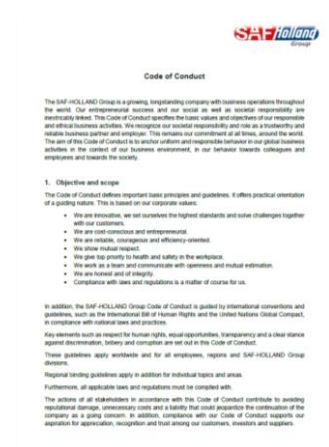 SAF Holland
Group
Code of Conduct
The SAF-HOLLAND Group is a growing, longstanding company with business operations throughout
the world. Our entrepreneurial success and our social as well as societal responsibility are
inextricably linked. This Code of Conduct specifies the basic values and objectives of our responsible
and ethical business activities. We recognize our societal responsibility and role as a trustworthy and
reliable business partner and employer. This remains our commitment at all times, around the world.
The aim of this Code of Conduct is to anchor uniform and responsible behavior in our global business
activities in the context of our business environment, in our behavior towards colleagues and
employees and towards the society.
1. Objective and scope
The Code of Conduct defines important basic principles and guidelines. It offers practical orientation
of a guiding nature. This is based on our corporate values:
• We are innovative, we set ourselves the highest standards and solve challenges together
with our customers.
• We are cost-conscious and entrepreneurial.
• We are reliable, courageous and efficiency-oriented.
• We show mutual respect.
• We give top priority to health and safety in the workplace.
• We work as a team and communicate with openness and mutual estimation.
• We are honest and of integrity.
• Compliance with laws and regulations is a matter of course for us.
In addition, the SAF-HOLLAND Group Code of Conduct is guided by international conventions and
guidelines, such as the International Bill of Human Rights and the United Nations Global Compact,
in compliance with national laws and practices.
Key elements such as respect for human rights, equal opportunities, transparency and a clear stance
against discrimination, bribery and corruption are set out in this Code of Conduct.
These guidelines apply worldwide and for all employees, regions and SAF-HOLLAND Group
divisions.
Regional binding guidelines apply in addition for individual topics and areas.
Furthermore, all applicable laws and regulations must be complied with.
The actions of all stakeholders in accordance with this Code of Conduct contribute to avoiding
reputational damage, unnecessary costs and a liability that could jeopardize the continuation of the
company as a going concern. In addition, compliance with our Code of Conduct supports our
aspiration for appreciation, recognition and trust among our customers, investors and suppliers.